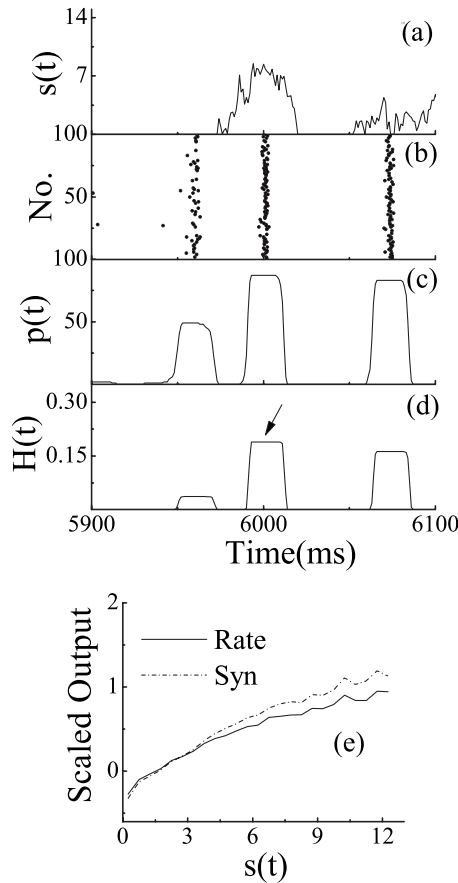 14
(a)
s(t)
7
100
(b)
No.
50
100
(c)
p(t)
50
0.30
(d)
H(t)
0.15
5900
6000
6100
Time(ms)
2
Rate
Syn
Scaled Output
1
(e)
0
0
3
6
9
12
s(t)